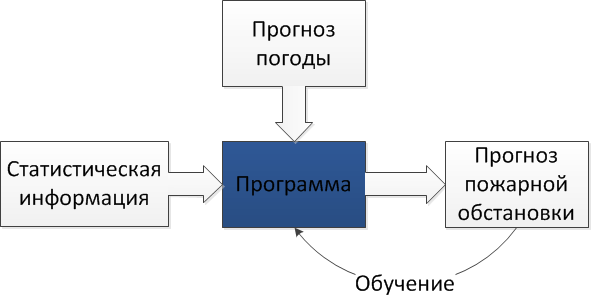 Прогноз
погоды
Статистическая
информация
Программа
Прогноз
пожарной
обстановки
Обучение